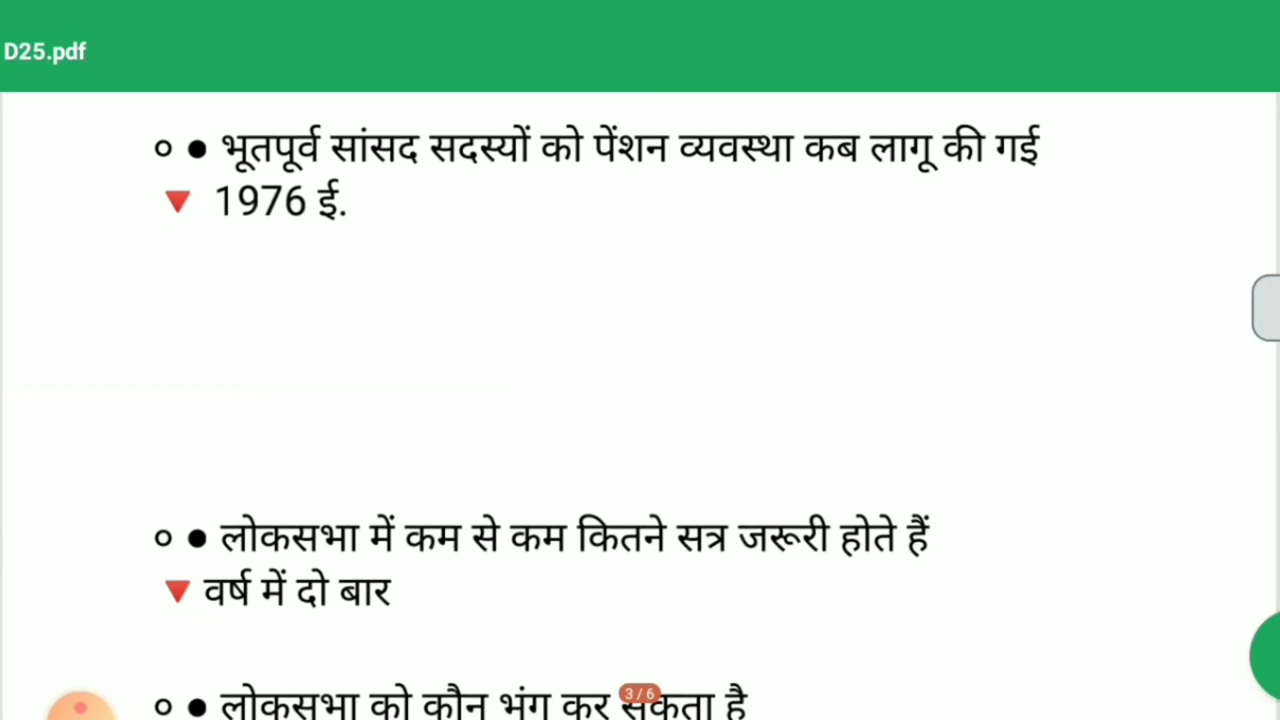 D25.pdf
○ ● भूतपूर्व सांसद सदस्यों को पेंशन व्यवस्था कब लागू की गई
🔻 1976 ई.
○ ● लोकसभा में कम से कम कितने सत्र जरूरी होते हैं
🔻 वर्ष में दो बार
○ ● लोकसभा को कौन भंग कर सकता है
3 / 6